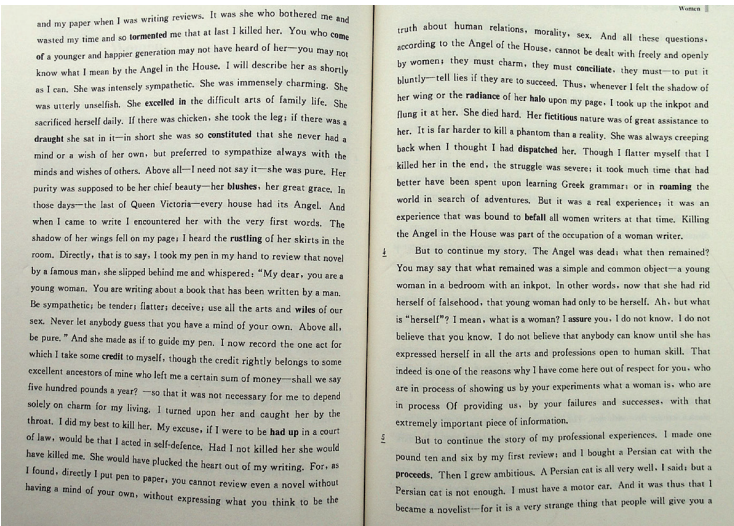 and my paper when I was writing reviews. It was she who bothered me and
wasted my time and so tormented me that at last I killed her. You who come
of a younger and happier generation may not have heard of her—you may not
know what I mean by the Angel in the House. I will describe her as shortly
as I can. She was intensely sympathetic. She was immensely charming. She
was utterly unselfish. She excelled in the difficult arts of family life. She
sacrificed herself daily. If there was chicken, she took the leg; if there was a
draught she sat in it—in short she was so constituted that she never had a
mind or a wish of her own, but preferred to sympathize always with the
minds and wishes of others. Above all—I need not say it—she was pure. Her
purity was supposed to be her chief beauty—her blushes, her great grace. In
those days—the last of Queen Victoria—every house had its Angel. And
when I came to write I encountered her with the very first words. The
shadow of her wings fell on my page; I heard the rustling of her skirts in the
room. Directly, that is to say, I took my pen in my hand to review that novel
by a famous man, she slipped behind me and whispered: "My dear, you are a
young woman. You are writing about a book that has been written by a man.
Be sympathetic; be tender; flatter; deceive; use all the arts and wiles of our
sex. Never let anybody guess that you have a mind of your own. Above all,
be pure." And she made as if to guide my pen. I now record the one act for
which I take some credit to myself, though the credit rightly belongs to some
excellent ancestors of mine who left me a certain sum of money—shall we say
five hundred pounds a year? —so that it was not necessary for me to depend
solely on charm for my living. I turned upon her and caught her by the
throat. I did my best to kill her. My excuse, if I were to be had up in a court
of law, would be that I acted in self-defence. Had I not killed her she would
have killed me. She would have plucked the heart out of my writing. For, as
I found, directly I put pen to paper, you cannot review even a novel without
having a mind of your own, without expressing what you think to be the
Women
truth about human relations, morality, sex. And all these questions,
according to the Angel of the House, cannot be dealt with freely and openly
by women; they must charm, they must conciliate, they must—to put it
bluntly—tell lies if they are to succeed. Thus, whenever I felt the shadow of
her wing or the radiance of her halo upon my page, I took up the inkpot and
flung it at her. She died hard. Her fictitious nature was of great assistance to
her. It is far harder to kill a phantom than a reality. She was always creeping
back when I thought I had dispatched her. Though I flatter myself that I
killed her in the end, the struggle was severe; it took much time that had
better have been spent upon learning Greek grammar; or in roaming the
world in search of adventures. But it was a real experience; it was an
experience that was bound to befall all women writers at that time. Killing
the Angel in the House was part of the occupation of a woman writer.
4 But to continue my story. The Angel was dead; what then remained?
You may say that what remained was a simple and common object—a young
woman in a bedroom with an inkpot. In other words, now that she had rid
herself of falsehood, that young woman had only to be herself. Ah, but what
is "herself"? I mean, what is a woman? I assure you, I do not know. I do not
believe that you know. I do not believe that anybody can know until she has
expressed herself in all the arts and professions open to human skill. That
indeed is one of the reasons why I have come here out of respect for you, who
are in process of showing us by your experiments what a woman is, who are
in process Of providing us, by your failures and successes, with that
extremely important piece of information.
5 But to continue the story of my professional experiences. I made one
pound ten and six by my first review; and I bought a Persian cat with the
proceeds. Then I grew ambitious. A Persian cat is all very well, I said; but a
Persian cat is not enough. I must have a motor car. And it was thus that I
became a novelist—for it is a very strange thing that people will give you a